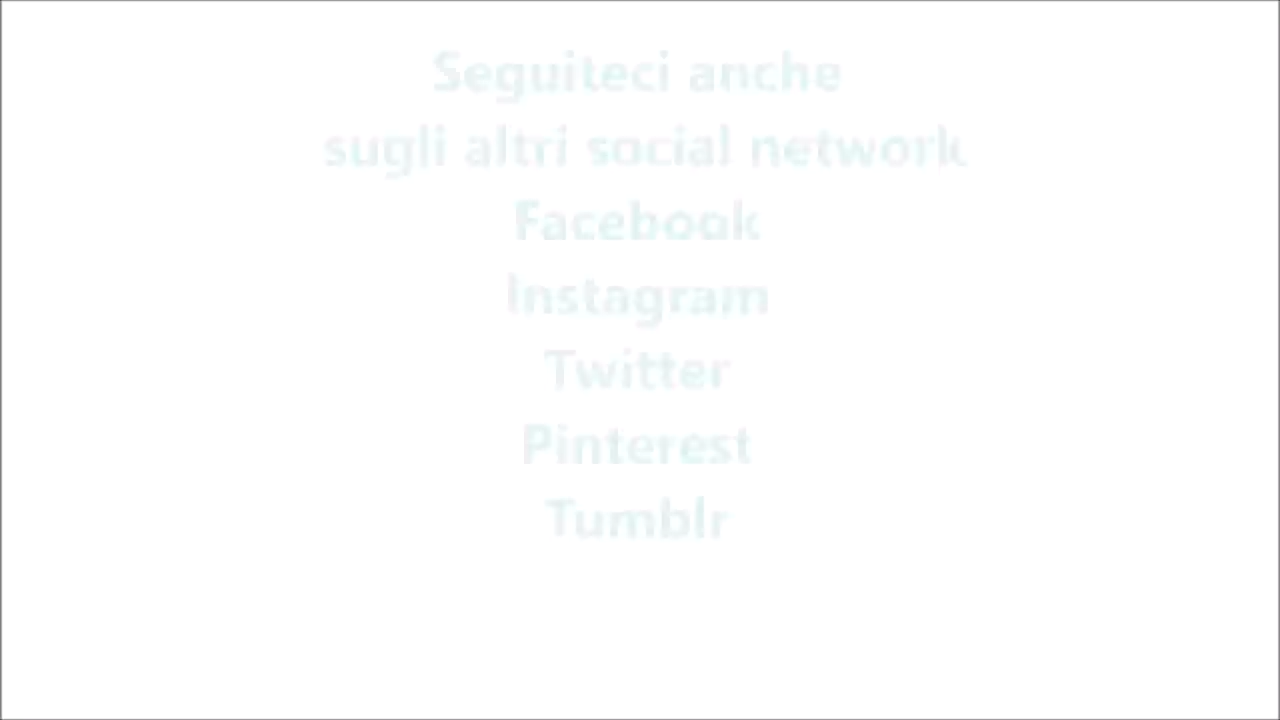 Seguiteci anche
sugli altri social network
Facebook
Instagram
Twitter
Pinterest
Tumblr